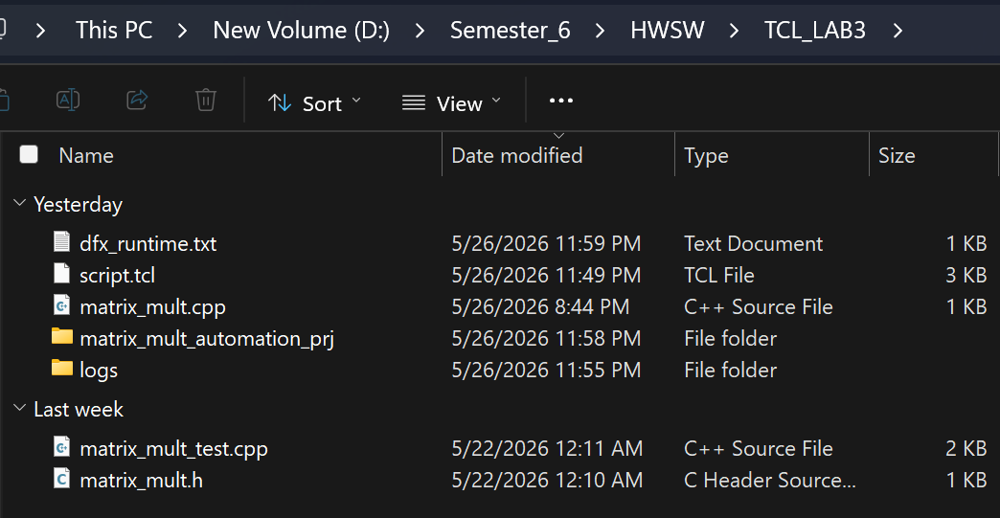 This PC > New Volume (D:) > Semester_6 > HWSW > TCL_LAB3 >
Sort View ...
Name Date modified Type Size
Yesterday
dfx_runtime.txt 5/26/2026 11:59 PM Text Document 1 KB
script.tcl 5/26/2026 11:49 PM TCL File 3 KB
matrix_mult.cpp 5/26/2026 8:44 PM C++ Source File 1 KB
matrix_mult_automation_prj 5/26/2026 11:58 PM File folder
logs 5/26/2026 11:55 PM File folder
Last week
matrix_mult_test.cpp 5/22/2026 12:11 AM C++ Source File 2 KB
matrix_mult.h 5/22/2026 12:10 AM C Header Source... 1 KB